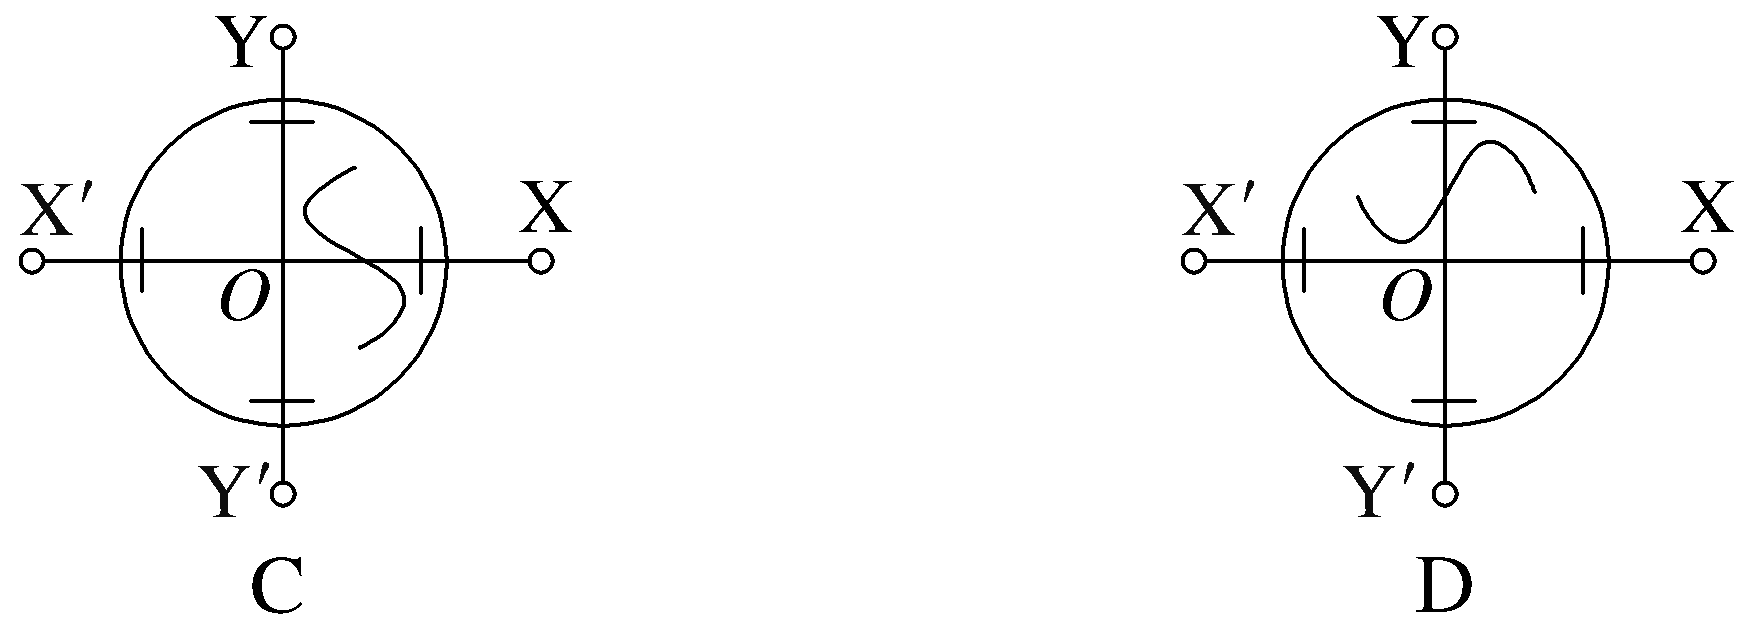 Y Y
X′ X X′ X
O O
Y′ Y′
C D